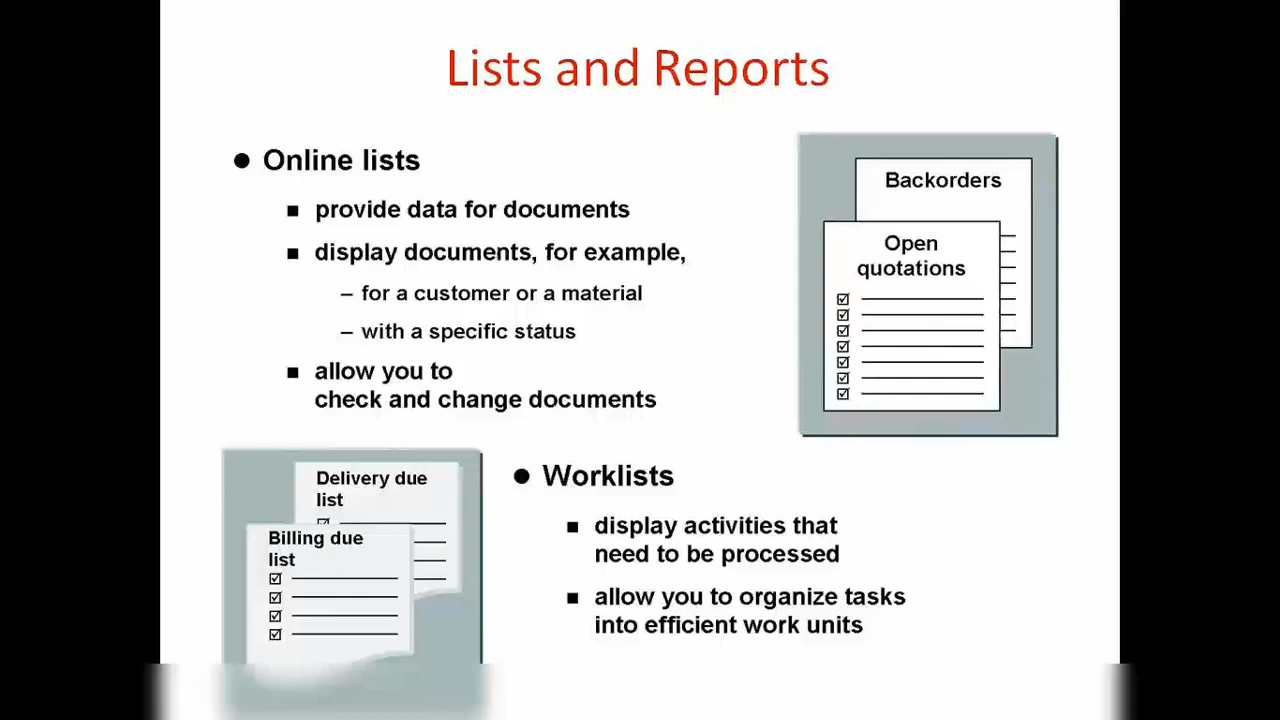 Lists and Reports
● Online lists
■ provide data for documents
■ display documents, for example,
– for a customer or a material
– with a specific status
■ allow you to
check and change documents
Backorders
Open
quotations
Delivery due
list
Billing due
list
● Worklists
■ display activities that
need to be processed
■ allow you to organize tasks
into efficient work units